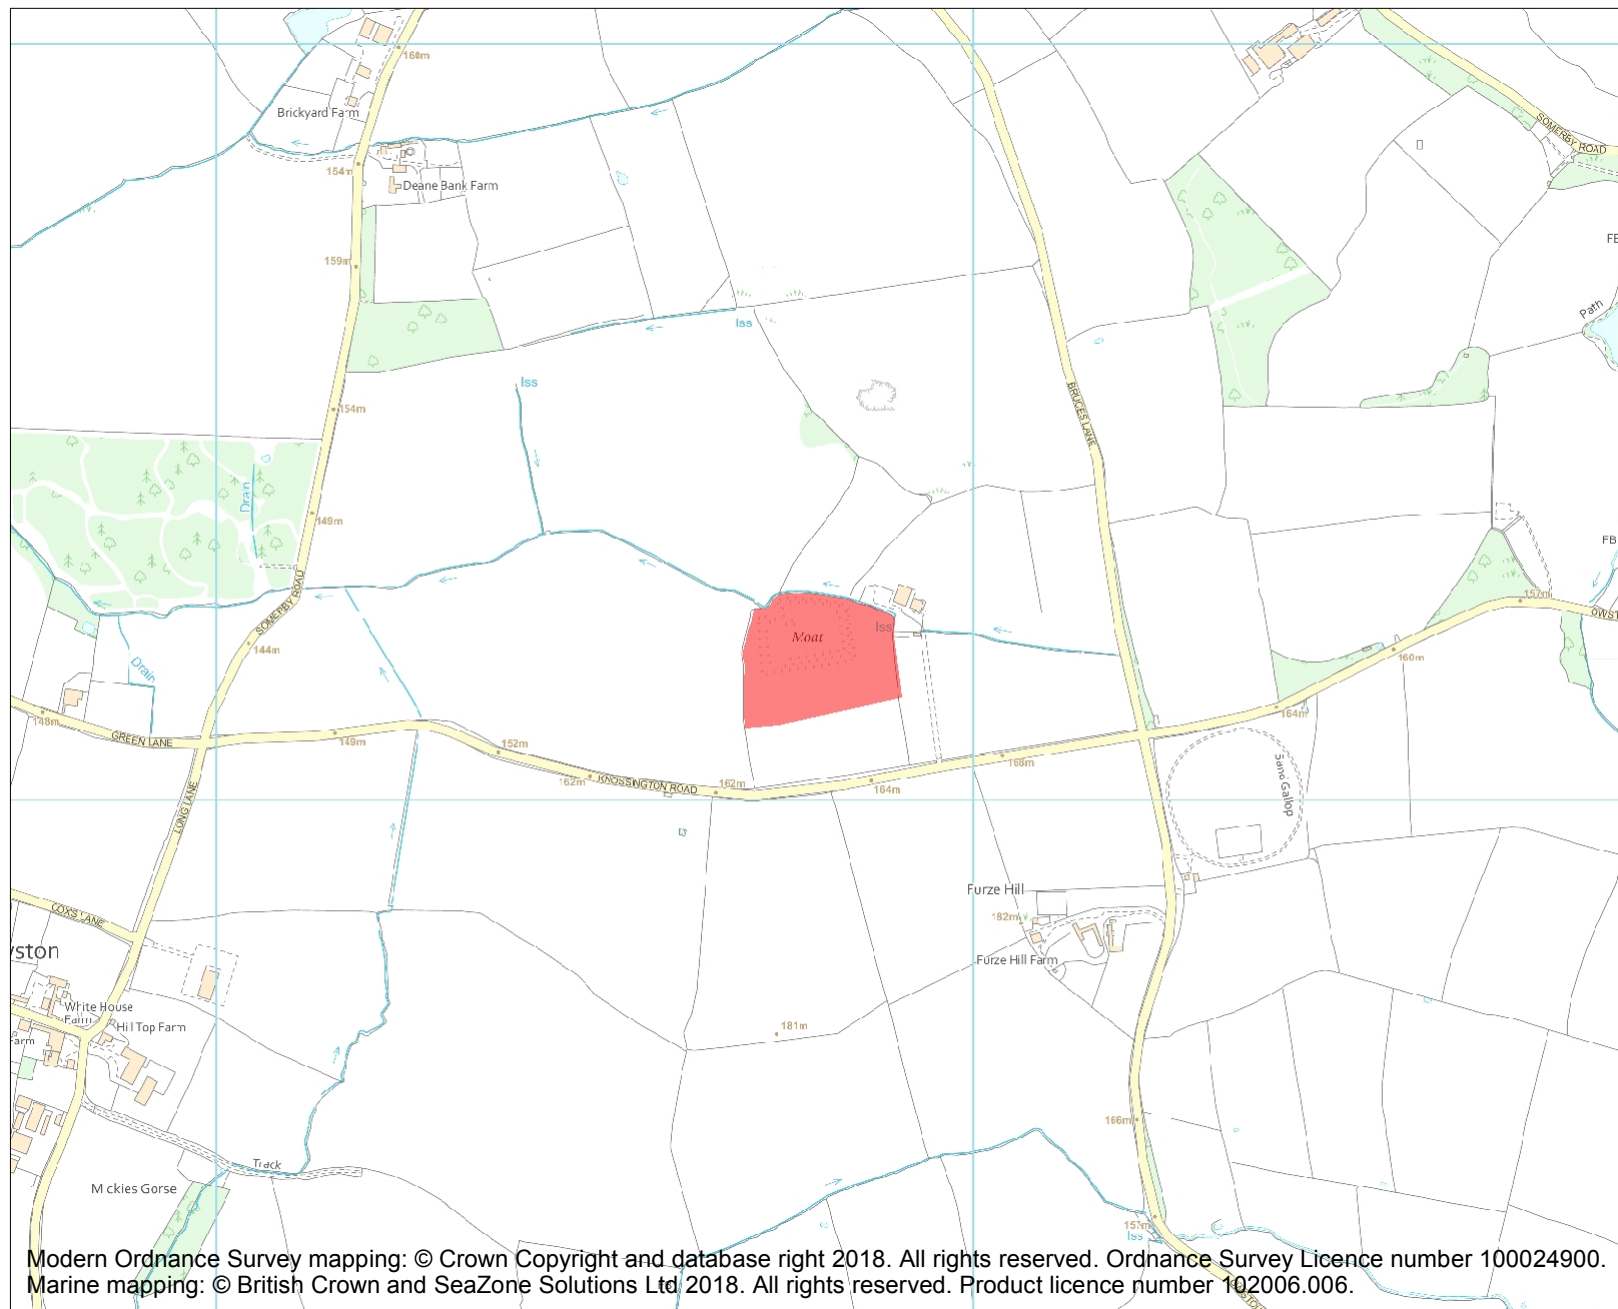 160m
Brickyard Farm
SOMERBY ROAD
154m
Deane Bank Farm
159m
Path
Iss
Iss
154m
BRUCES LANE
Drain
149m
FB
157m
SOMERBY ROAD
Iss
Moat
144m
160m
Drain
164m
148m
GREEN LANE
149m
152m
168m
162m
KNOSSINGTON ROAD
162m
164m
Sand Gallop
LONG LANE
Furze Hill
COXS LANE
182m
yston
Furze Hill Farm
White House
Farm
Hill Top Farm
181m
arm
166m
Track
Mickies Gorse
157m
Iss
Modern Ordnance Survey mapping: © Crown Copyright and database right 2018. All rights reserved. Ordnance Survey Licence number 100024900.
Marine mapping: © British Crown and SeaZone Solutions Ltd 2018. All rights reserved. Product licence number 102006.006.